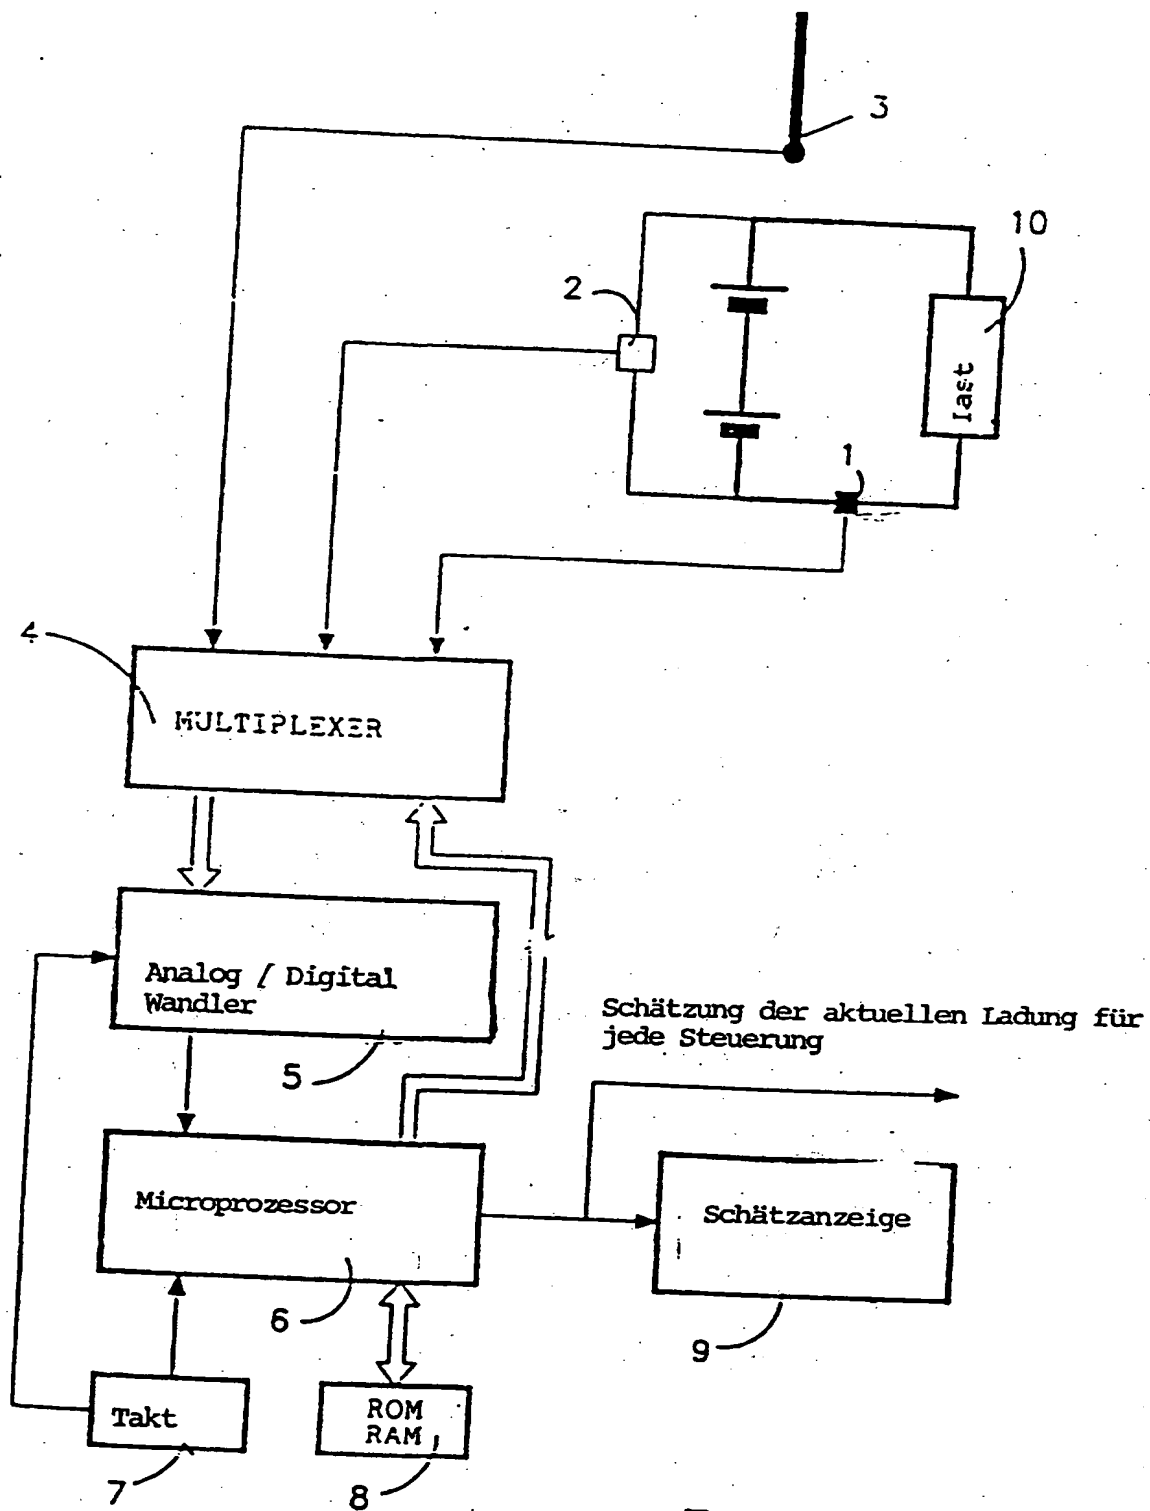 3
10
2
last
1
4
MULTIPLEXER
Analog / Digital
Wandler
5
Schätzung der aktuellen Ladung für
jede Steuerung
Microprozessor
Schätzanzeige
6
9
Takt
ROM
RAM
7
8